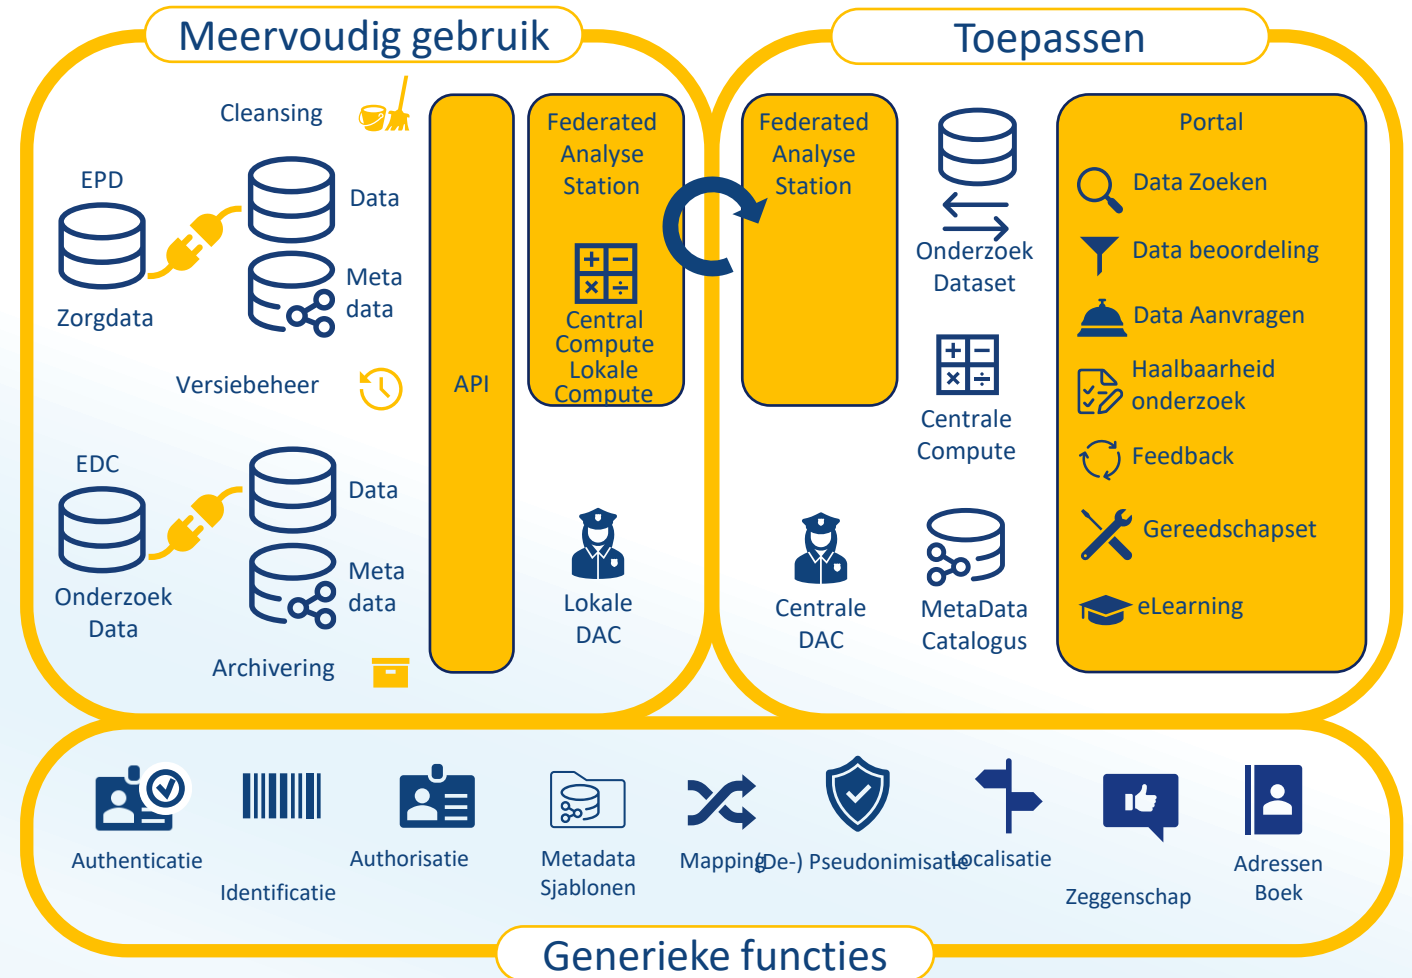 Meervoudig gebruik
Cleansing
EPD
Data
Meta
data
Zorgdata
Versiebeheer
EDC
Data
Meta
data
Onderzoek
Data
Archivering
API
Federated
Analyse
Station
Central
Compute
Lokale
Compute
Lokale
DAC
Toepassen
Federated
Analyse
Station
Onderzoek
Dataset
Centrale
Compute
Centrale
DAC
MetaData
Catalogus
Portal
Data Zoeken
Data beoordeling
Data Aanvragen
Haalbaarheid
onderzoek
Feedback
Gereedschapset
eLearning
Authenticatie
Identificatie
Authorisatie
Metadata
Sjablonen
Mapping
(De-) Pseudonimisatie
Localisatie
Zeggenschap
Adressen
Boek
Generieke functies